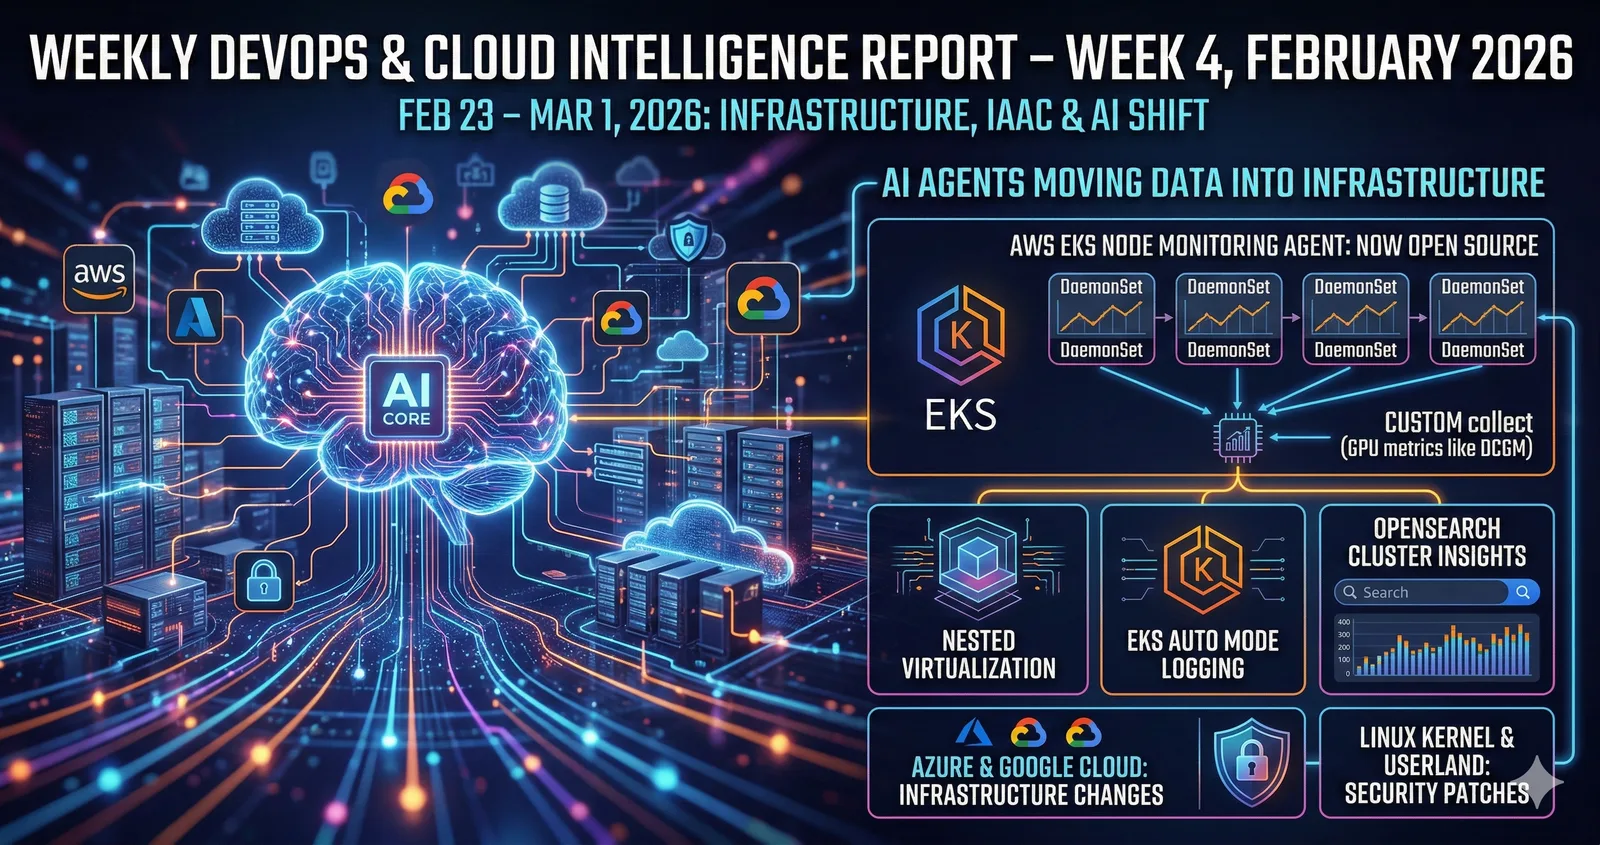 WEEKLY DEVOPS & CLOUD INTELLIGENCE REPORT – WEEK 4, FEBRUARY 2026
FEB 23 – MAR 1, 2026: INFRASTRUCTURE, IAAC & AI SHIFT
aws
AI
CORE
AI AGENTS MOVING DATA INTO INFRASTRUCTURE
AWS EKS NODE MONITORING AGENT: NOW OPEN SOURCE
K
EKS
DaemonSet
DaemonSet
DaemonSet
DaemonSet
DaemonSet
DaemonSet
DaemonSet
DaemonSet
CUSTOM collect
(GPU metrics like DCGM)
NESTED
VIRTUALIZATION
K
EKS AUTO MODE
LOGGING
OPENSEARCH
CLUSTER INSIGHTS
Search
400
300
200
100
0
AZURE & GOOGLE CLOUD:
INFRASTRUCTURE CHANGES
LINUX KERNEL &
USERLAND:
SECURITY PATCHES